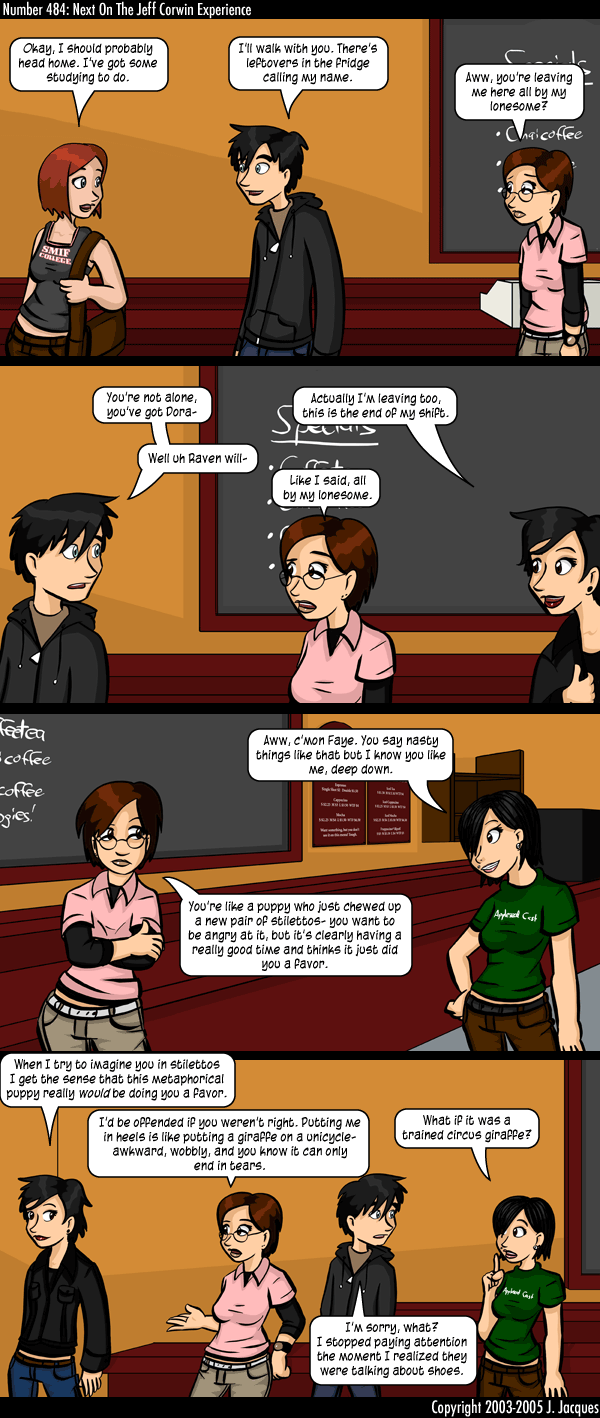 Number 484: Next On The Jeff Corwin Experience
Okay, I should probably
head home. I've got some
studying to do.
I'll walk with you. There's
leftovers in the fridge
calling my name.
Aww, you're leaving
me here all by my
lonesome?
SMIF
COLLEGE
Specials
• Chaicoffee
You're not alone,
you've got Dora-
Well uh Raven will-
Actually I'm leaving too,
this is the end of my shift.
Like I said, all
by my lonesome.
Specials
coffee
coffee
Aww, c'mon Faye. You say nasty
things like that but I know you like
me, deep down.
You're like a puppy who just chewed up
a new pair of stilettos- you want to
be angry at it, but it's clearly having a
really good time and thinks it just did
you a favor.
Appleseed Cast
When I try to imagine you in stilettos
I get the sense that this metaphorical
puppy really would be doing you a favor.
I'd be offended if you weren't right. Putting me
in heels is like putting a giraffe on a unicycle-
awkward, wobbly, and you know it can only
end in tears.
What if it was a
trained circus giraffe?
I'm sorry, what?
I stopped paying attention
the moment I realized they
were talking about shoes.
Appleseed Cast
Copyright 2003-2005 J. Jacques